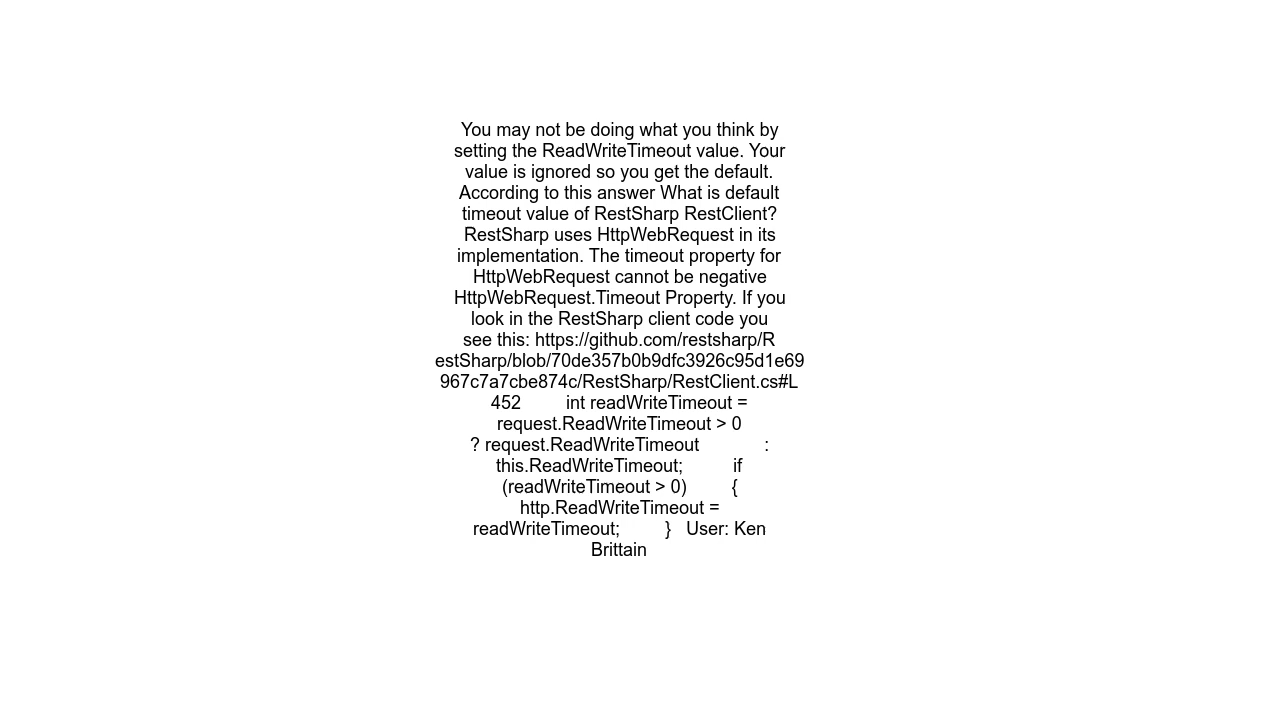 You may not be doing what you think by
setting the ReadWriteTimeout value. Your
value is ignored so you get the default.
According to this answer What is default
timeout value of RestSharp RestClient?
RestSharp uses HttpWebRequest in its
implementation. The timeout property for
HttpWebRequest cannot be negative
HttpWebRequest.Timeout Property. If you
look in the RestSharp client code you
see this: https://github.com/restsharp/R
estSharp/blob/70de357b0b9dfc3926c95d1e69
967c7a7cbe874c/RestSharp/RestClient.cs#L
452         int readWriteTimeout =
request.ReadWriteTimeout > 0
? request.ReadWriteTimeout             :
this.ReadWriteTimeout;          if
(readWriteTimeout > 0)         {
http.ReadWriteTimeout =
readWriteTimeout;         }   User: Ken
Brittain